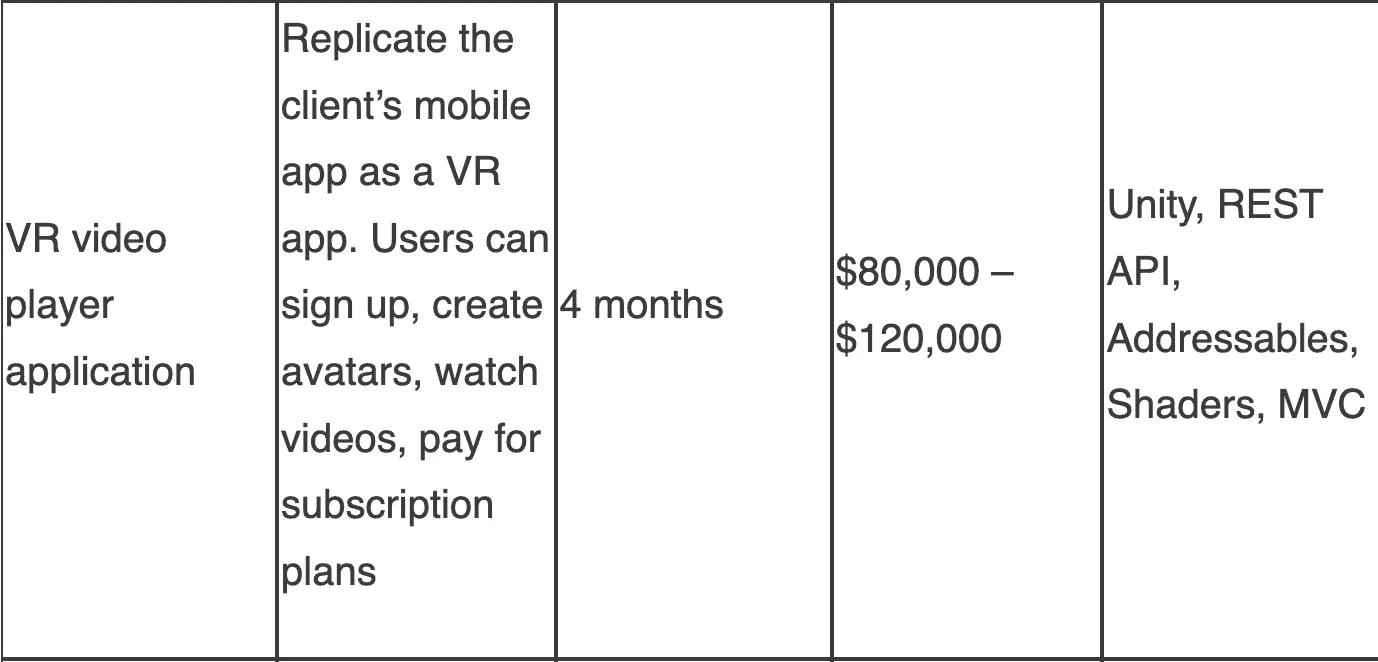 VR video
player
application
Replicate the
client’s mobile
app as a VR
app. Users can
sign up, create
avatars, watch
videos, pay for
subscription
plans
4 months
$80,000 –
$120,000
Unity, REST
API,
Addressables,
Shaders, MVC